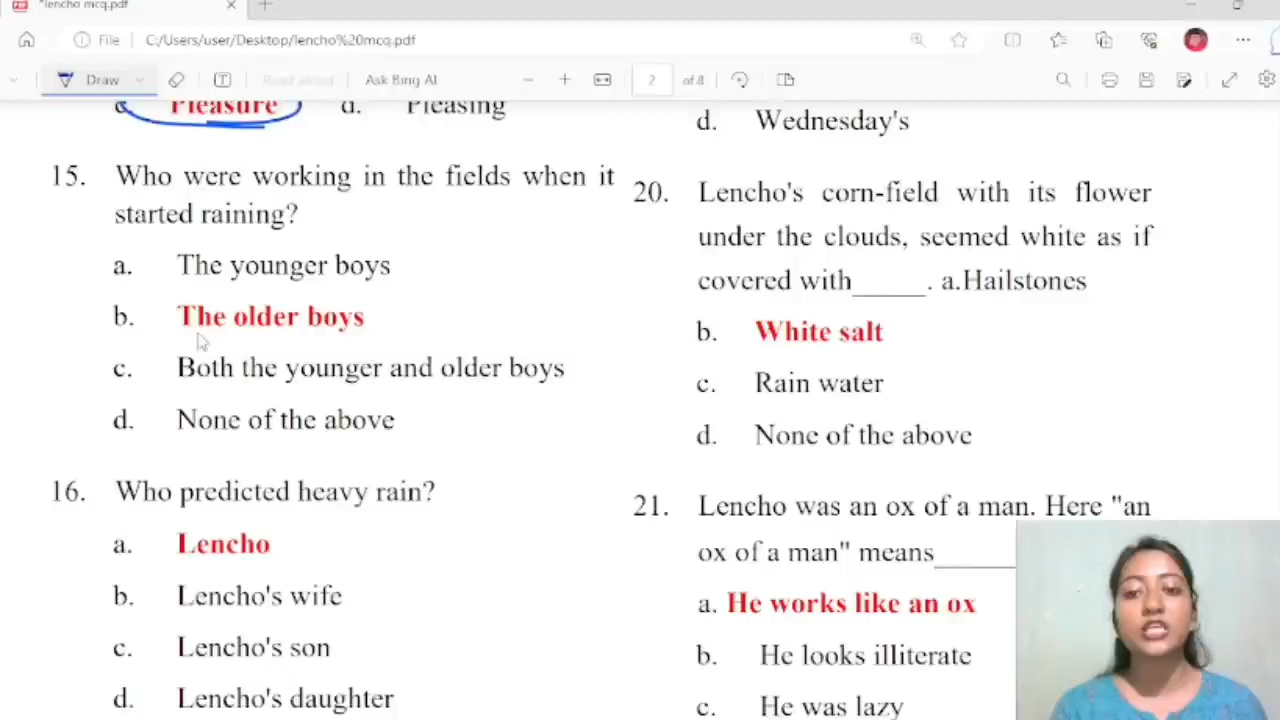 *lencho mcq.pdf
File
C:/Users/user/Desktop/lencho%20mcq.pdf
Draw
Read aloud
Ask Bing AI
2
of 8
c. Pleasure d. Pleasing
15. Who were working in the fields when it
started raining?
a. The younger boys
b. The older boys
c. Both the younger and older boys
d. None of the above
16. Who predicted heavy rain?
a. Lencho
b. Lencho's wife
c. Lencho's son
d. Lencho's daughter
d. Wednesday's
20. Lencho's corn-field with its flower
under the clouds, seemed white as if
covered with_____. a.Hailstones
b. White salt
c. Rain water
d. None of the above
21. Lencho was an ox of a man. Here "an
ox of a man" means______
a. He works like an ox
b. He looks illiterate
c. He was lazy